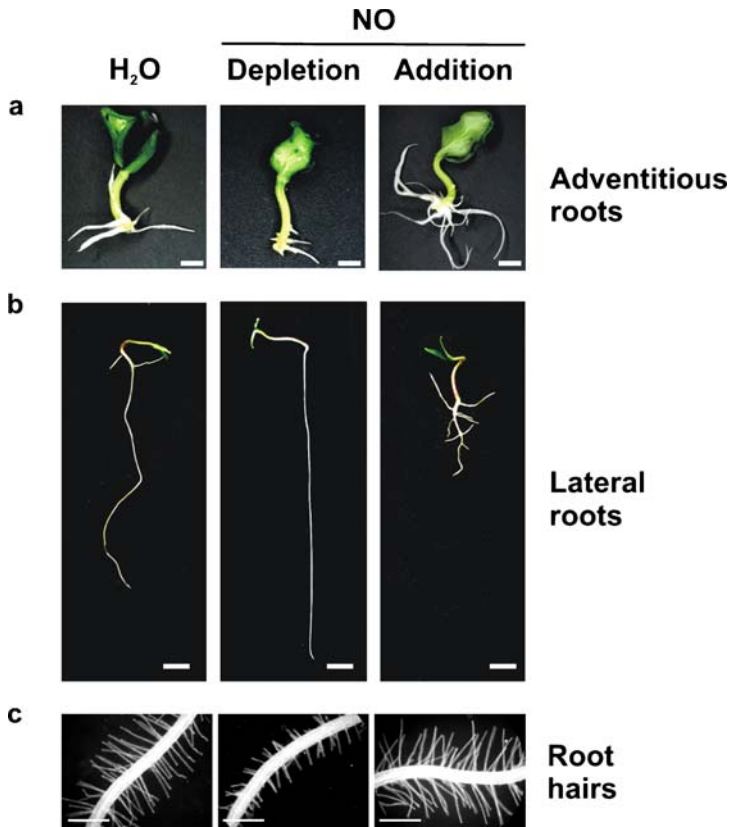 NO
H₂O Depletion Addition
a
Adventitious
roots
b
Lateral
roots
c
Root
hairs